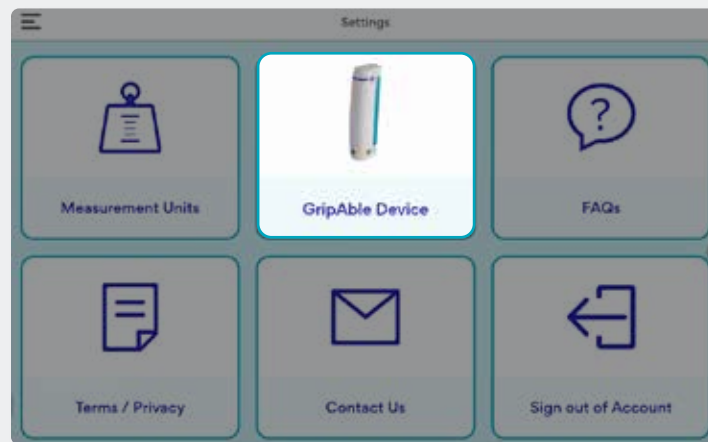 Settings
Measurement Units
GripAble Device
FAQs
?
Terms / Privacy
Contact Us
Sign out of Account